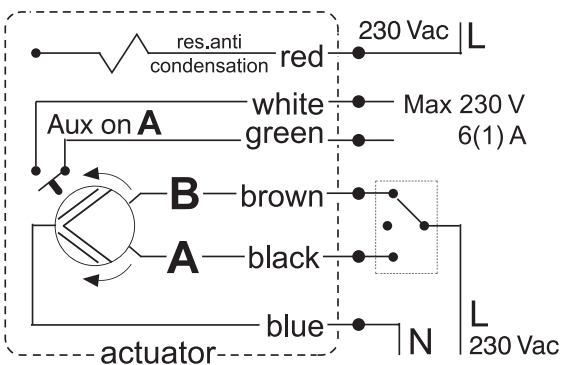 res.anti
condensation
red
230 Vac
L
white
Max 230 V
Aux on A
green
6(1) A
B
brown
A
black
blue
N
L
230 Vac
actuator